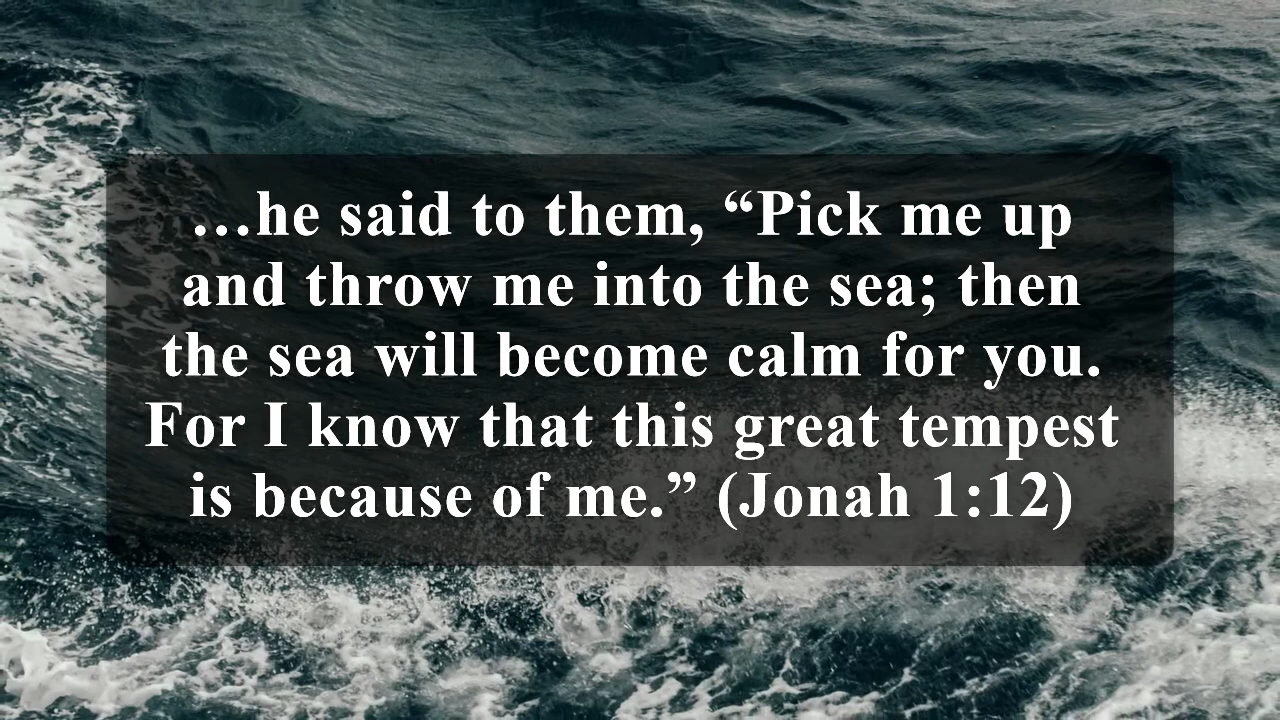 …he said to them, “Pick me up
and throw me into the sea; then
the sea will become calm for you.
For I know that this great tempest
is because of me.” (Jonah 1:12)